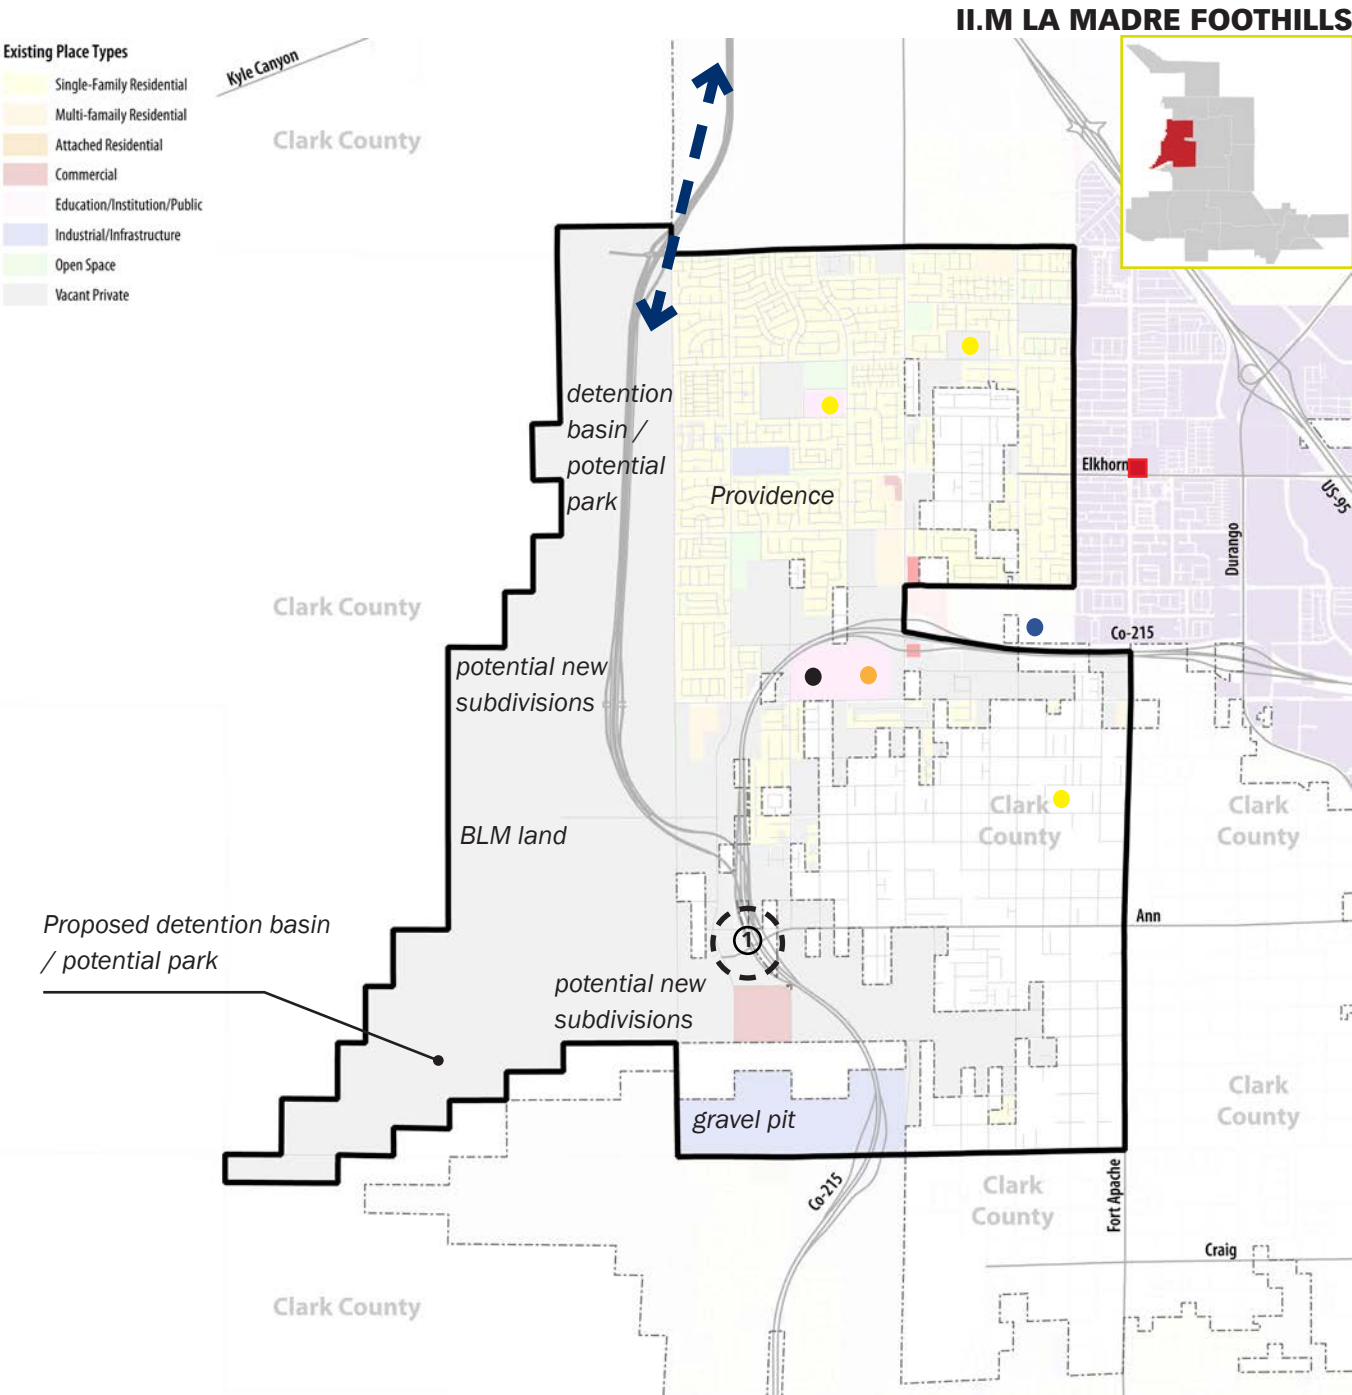 II.M LA MADRE FOOTHILLS
Existing Place Types
Single-Family Residential
Multi-famaily Residential
Attached Residential
Commercial
Education/Institution/Public
Industrial/Infrastructure
Open Space
Vacant Private
Kyle Canyon
Clark County
detention
basin /
potential
park
Providence
Elkhorn
US-95
Durango
Clark County
Co-215
potential new
subdivisions
Clark
County
Clark
County
BLM land
Ann
Proposed detention basin
/ potential park
1
potential new
subdivisions
Clark
County
gravel pit
Co-215
Clark
County
Fort Apache
Craig
Clark County